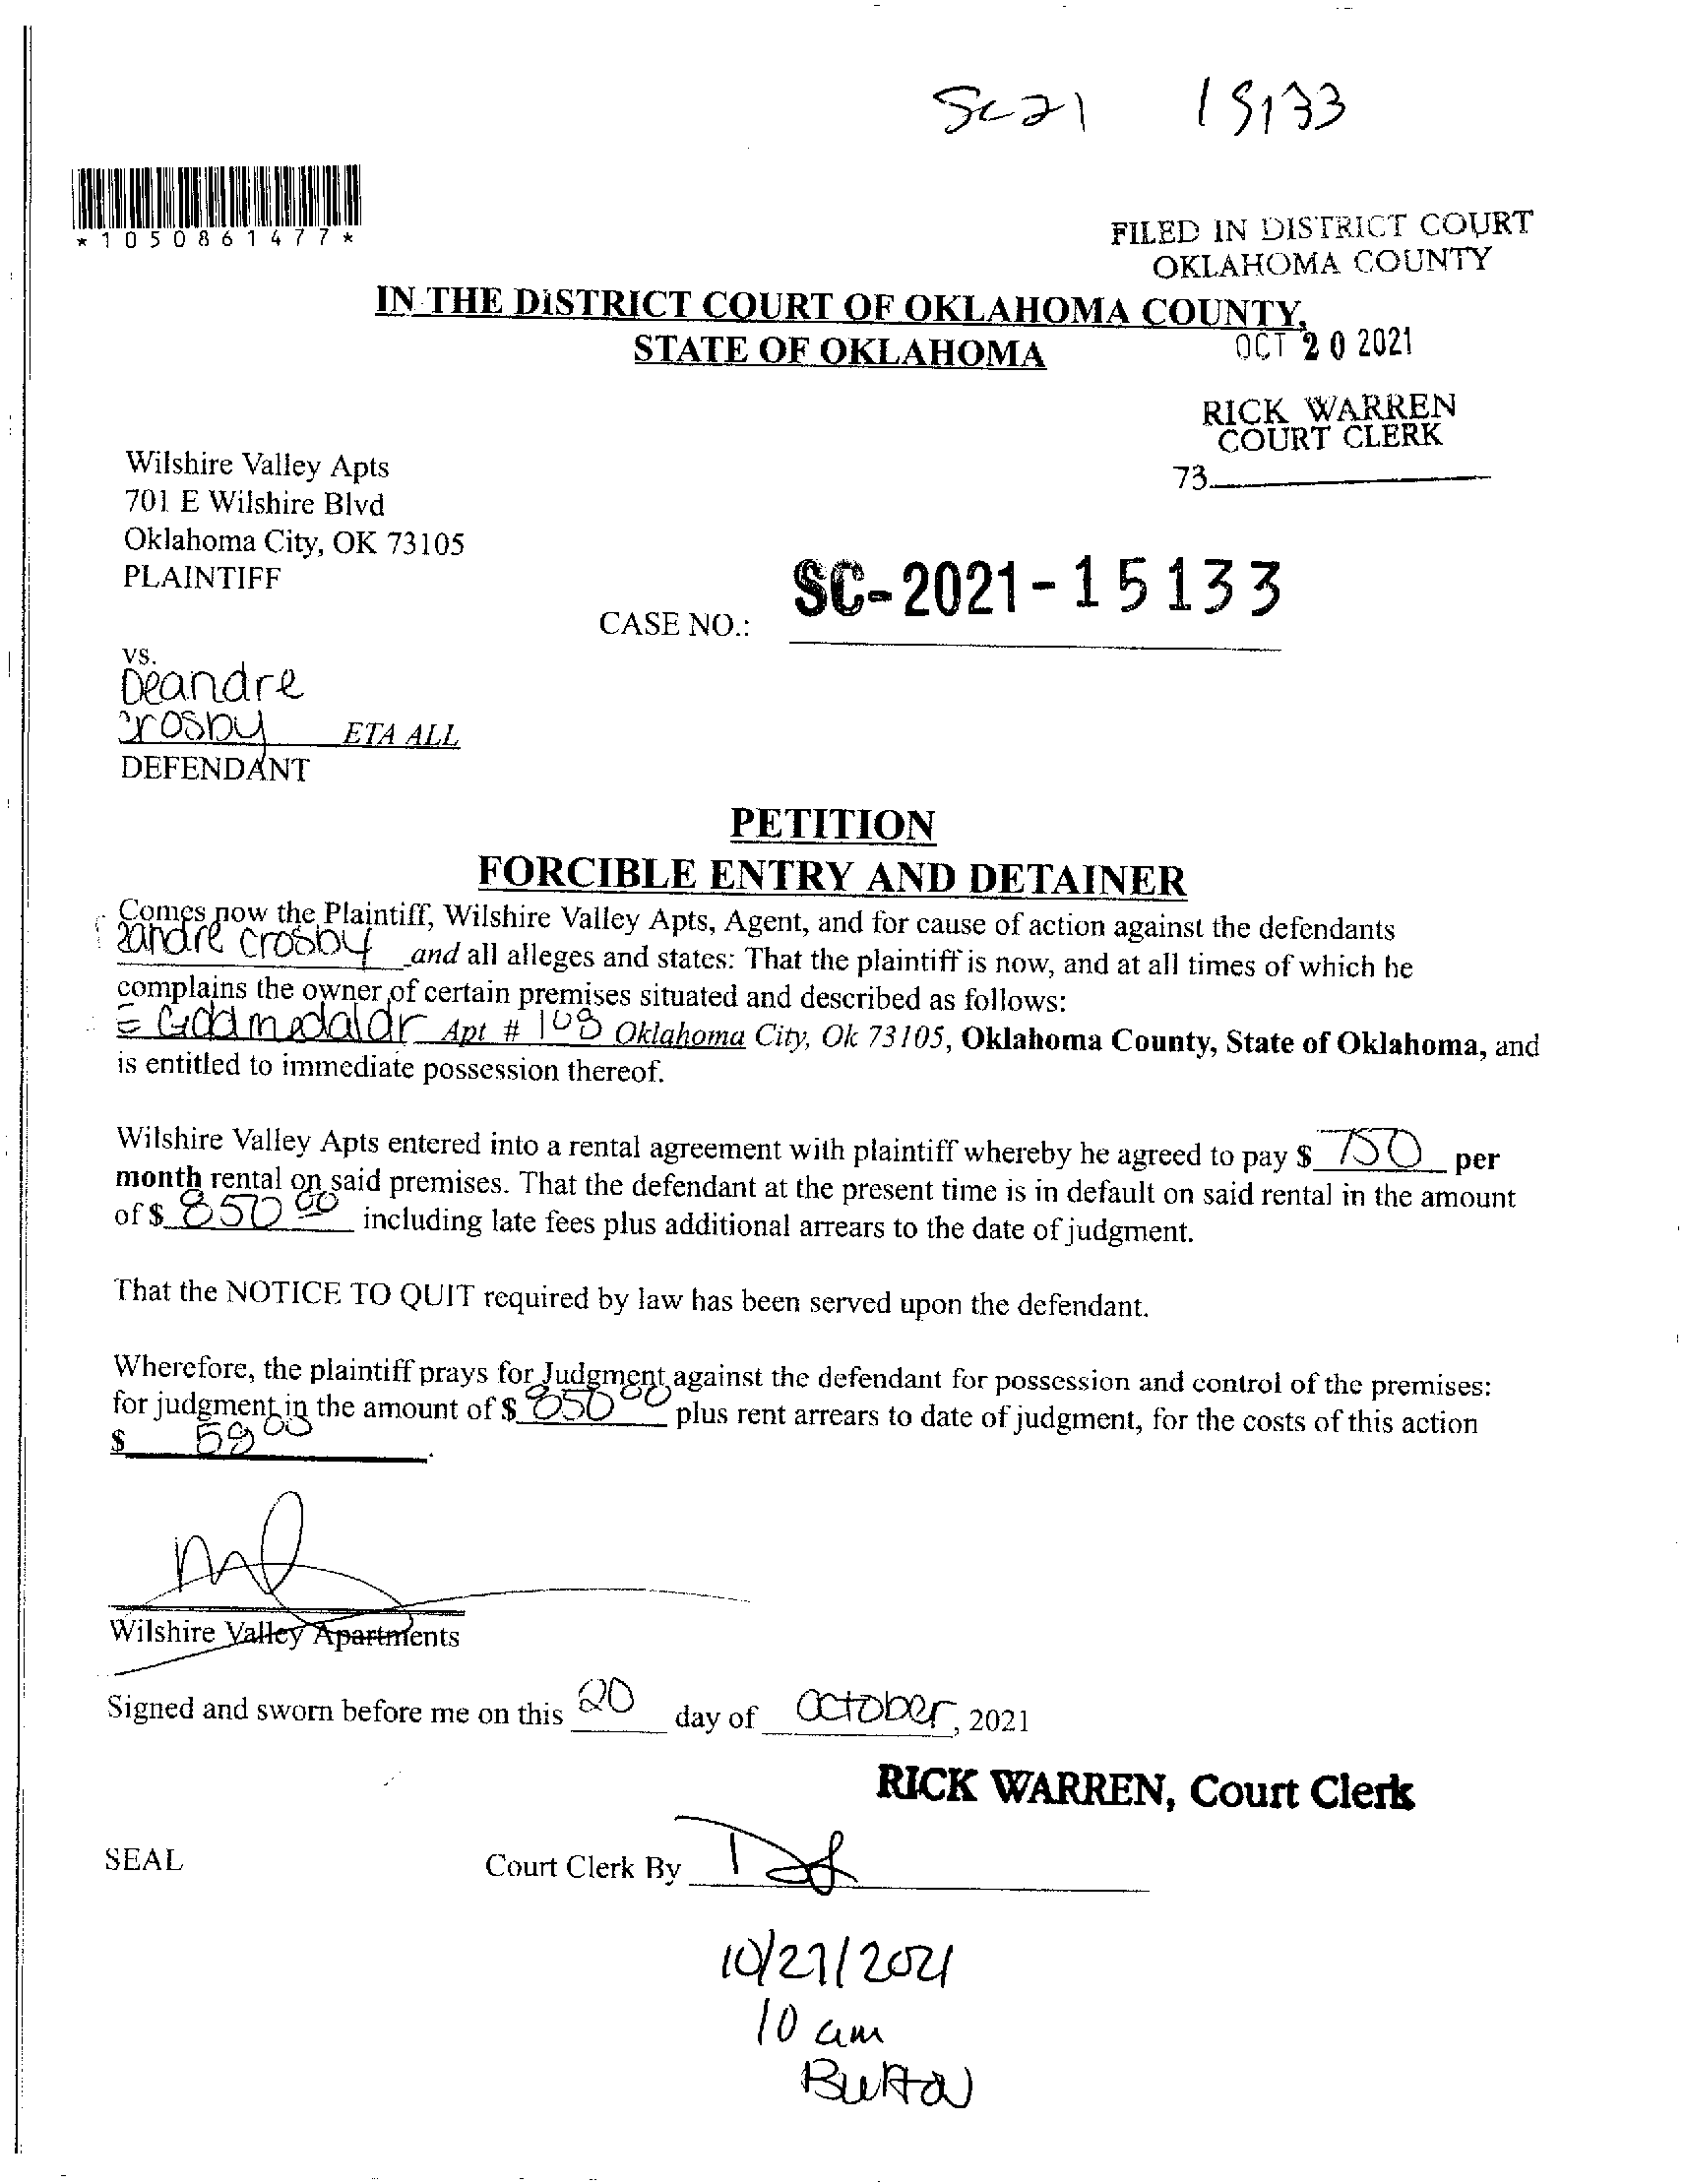 Sc21 15133
*1050861477*
FILED IN DISTRICT COURT
OKLAHOMA COUNTY
IN THE DISTRICT COURT OF OKLAHOMA COUNTY,
STATE OF OKLAHOMA
OCT 20 2021
RICK WARREN
COURT CLERK
73
Wilshire Valley Apts
701 E Wilshire Blvd
Oklahoma City, OK 73105
PLAINTIFF
SC-2021-15133
CASE NO.:
vs.
Deandre
Crosby ETA ALL
DEFENDANT
PETITION
FORCIBLE ENTRY AND DETAINER
Comes now the Plaintiff, Wilshire Valley Apts, Agent, and for cause of action against the defendants
eandre Crosby and all alleges and states: That the plaintiff is now, and at all times of which he
complains the owner of certain premises situated and described as follows:
Apt # 108 Oklahoma City, Ok 73105, Oklahoma County, State of Oklahoma, and
is entitled to immediate possession thereof.
Wilshire Valley Apts entered into a rental agreement with plaintiff whereby he agreed to pay $ 750 per
month rental on said premises. That the defendant at the present time is in default on said rental in the amount
of $ 850 00 including late fees plus additional arrears to the date of judgment.
That the NOTICE TO QUIT required by law has been served upon the defendant.
Wherefore, the plaintiff prays for Judgment against the defendant for possession and control of the premises:
for judgment in the amount of $ 850 00 plus rent arrears to date of judgment, for the costs of this action
$ 58 00.
Wilshire Valley Apartments
Signed and sworn before me on this 20 day of October, 2021
RICK WARREN, Court Clerk
SEAL Court Clerk By
10/27/2021
10 am